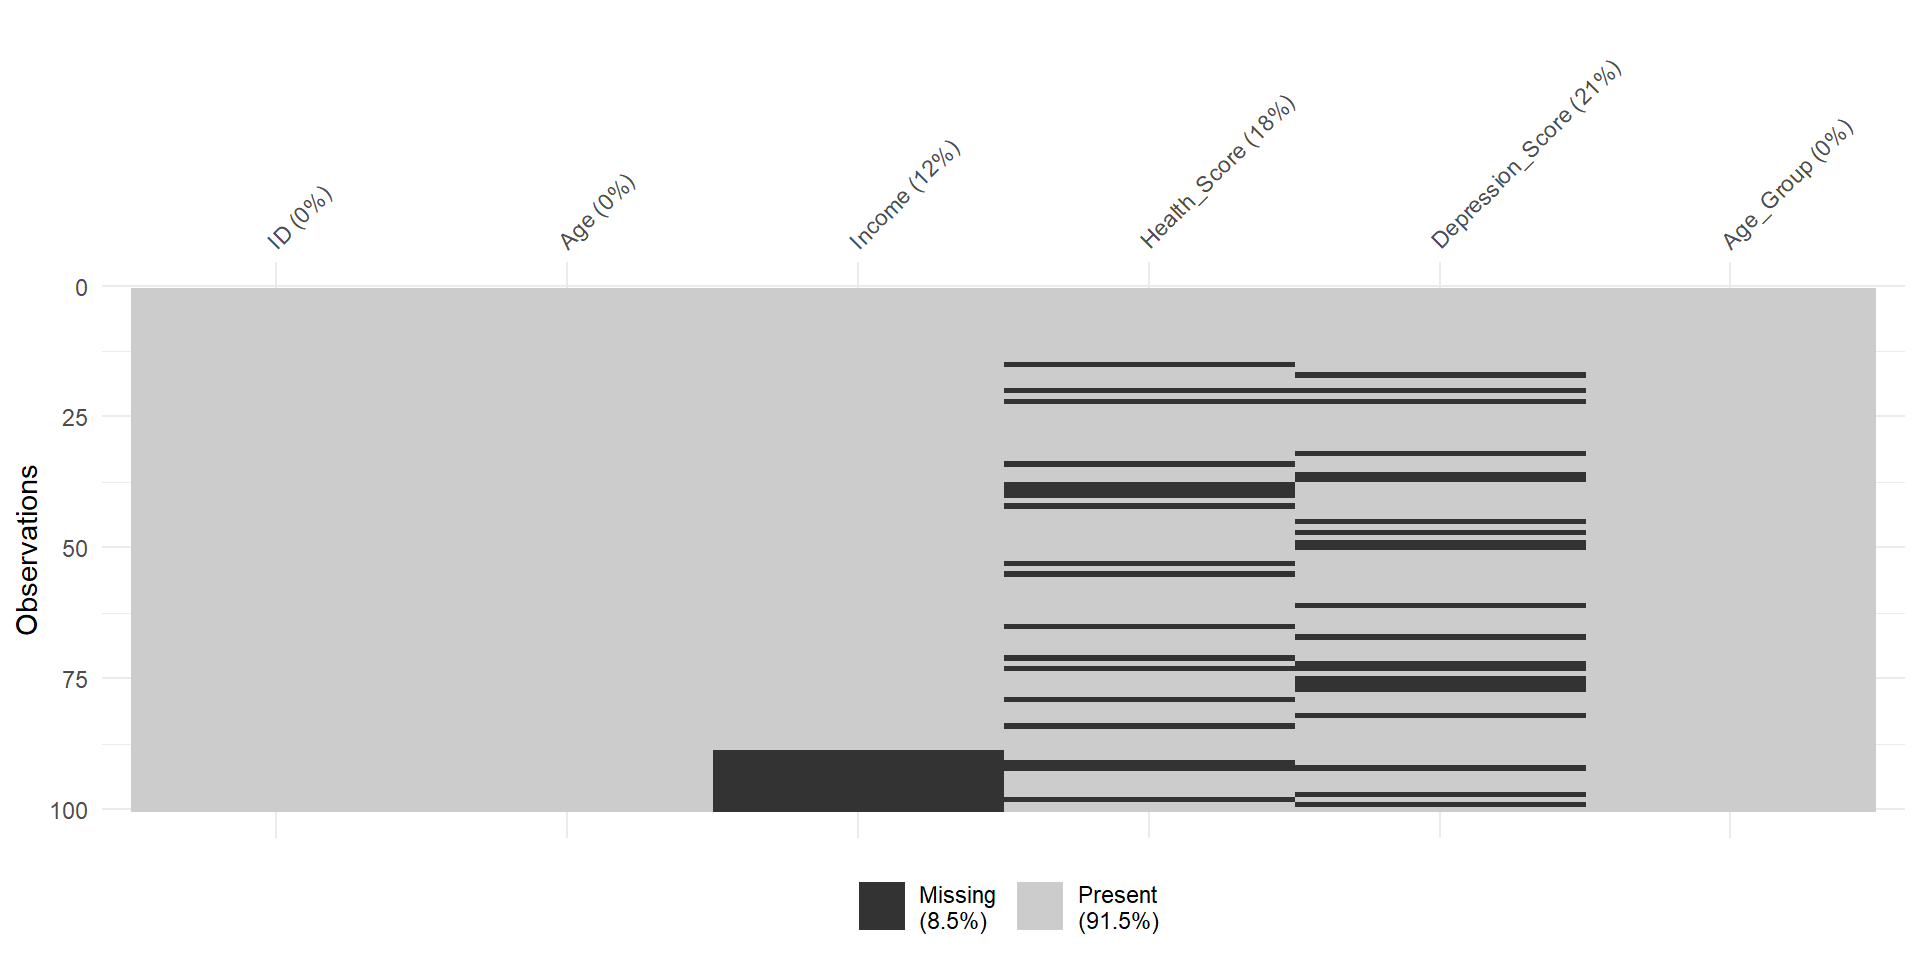 ID (0%)
Age (0%)
Income (12%)
Health_Score (18%)
Depression_Score (21%)
Age_Group (0%)
0
25
50
75
100
Observations
Missing
(8.5%)
Present
(91.5%)